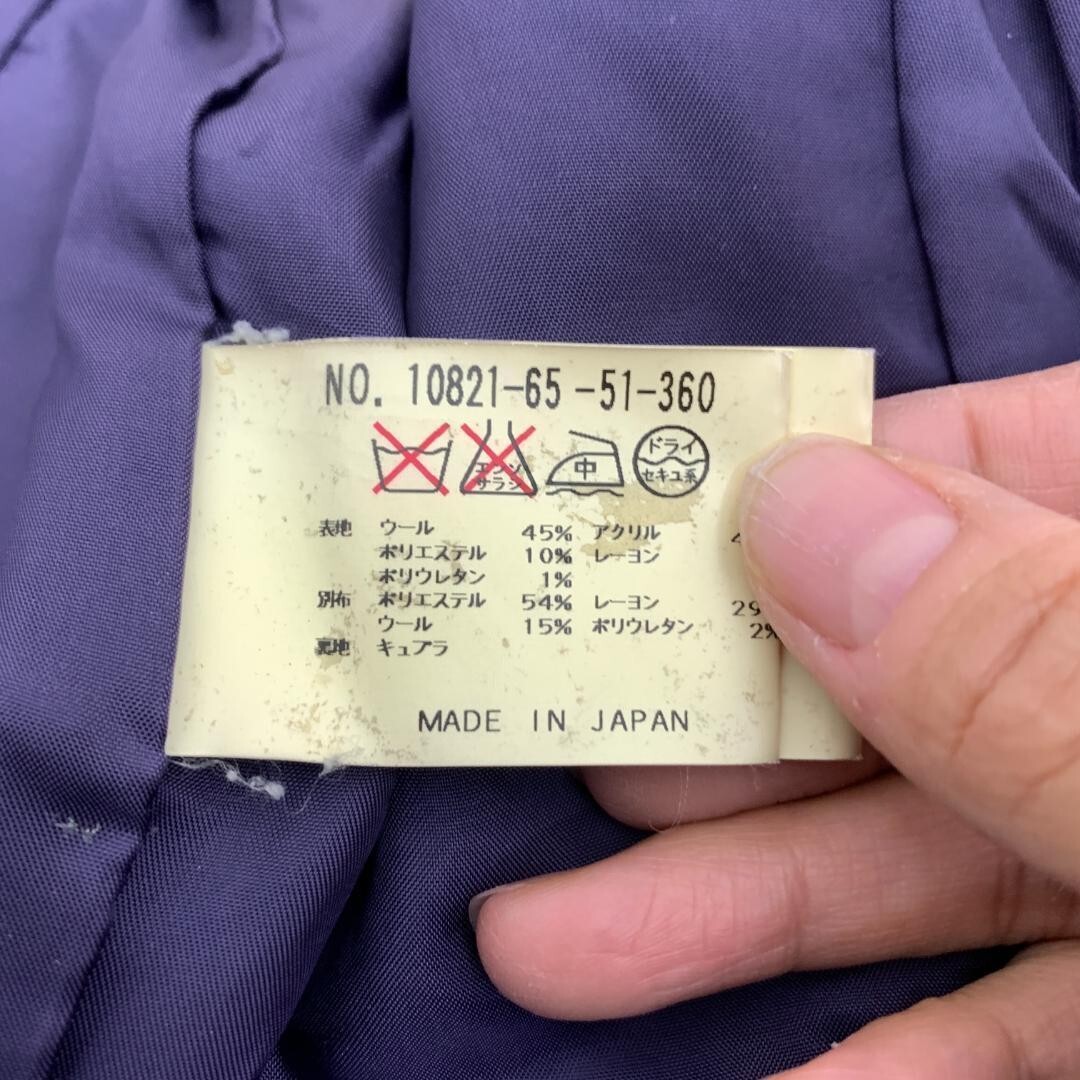 NO. 10821-65-51-360
エンソ
サラシ
中
ドライ
セキユ系
表地 ウール 45% アクリル 4
ポリエステル 10% レーヨン
ポリウレタン 1%
別布 ポリエステル 54% レーヨン 29
ウール 15% ポリウレタン 2%
裏地 キュプラ
MADE IN JAPAN